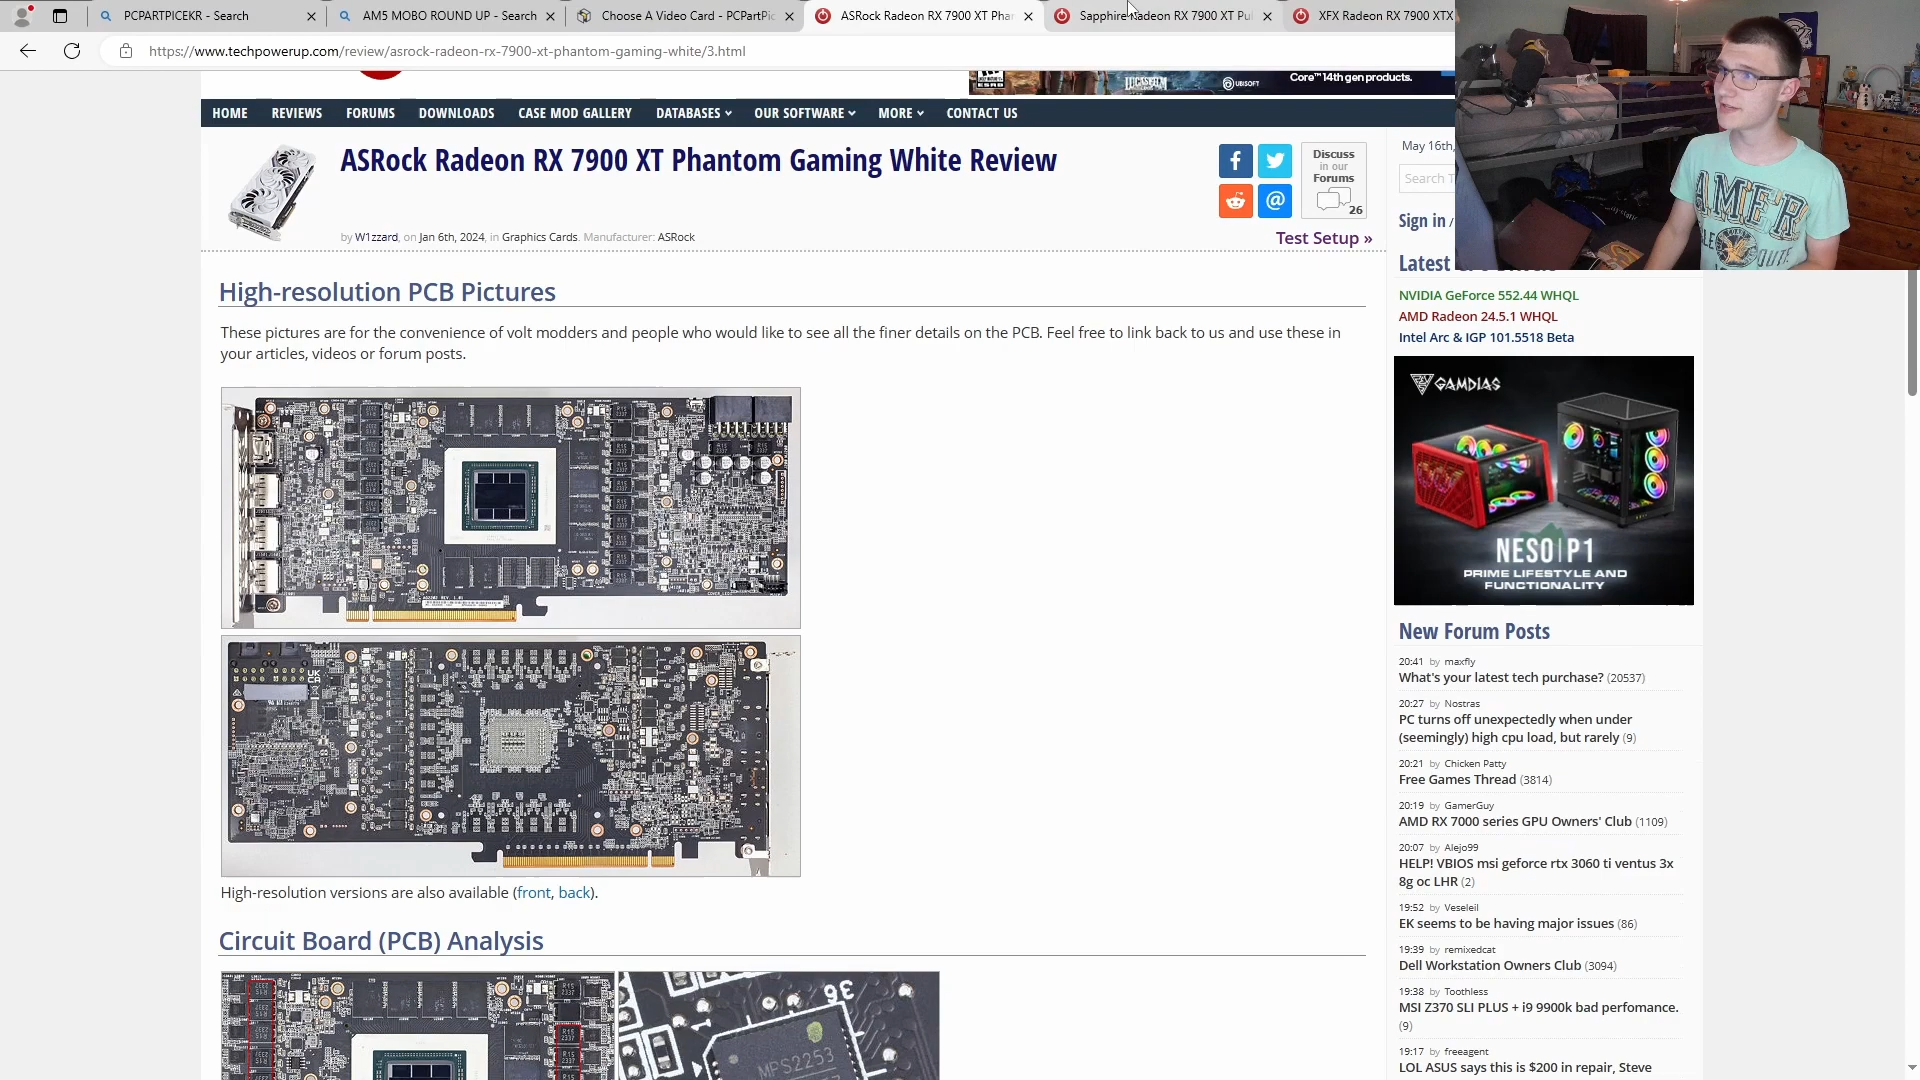 PCPARTPICEKR - Search
AM5 MOBO ROUND UP - Search
Choose A Video Card - PCPartPic
ASRock Radeon RX 7900 XT Phan
Sapphire Radeon RX 7900 XT Pul
XFX Radeon RX 7900 XTX
https://www.techpowerup.com/review/asrock-radeon-rx-7900-xt-phantom-gaming-white/3.html
LUCASFILM
UBISOFT
Core™ 14th gen products.
HOME
REVIEWS
FORUMS
DOWNLOADS
CASE MOD GALLERY
DATABASES
OUR SOFTWARE
MORE
CONTACT US
ASRock Radeon RX 7900 XT Phantom Gaming White Review
by W1zzard, on Jan 6th, 2024, in Graphics Cards. Manufacturer: ASRock
Discuss
in our
Forums
26
Test Setup »
High-resolution PCB Pictures
These pictures are for the convenience of volt modders and people who would like to see all the finer details on the PCB. Feel free to link back to us and use these in
your articles, videos or forum posts.
High-resolution versions are also available (front, back).
Circuit Board (PCB) Analysis
36
MPS2253
R15
2337
May 16th,
Search T
Sign in /
Latest
NVIDIA GeForce 552.44 WHQL
AMD Radeon 24.5.1 WHQL
Intel Arc & IGP 101.5518 Beta
GAMDIAS
NESO P1
PRIME LIFESTYLE AND
FUNCTIONALITY
New Forum Posts
20:41 by maxfly
What's your latest tech purchase? (20537)
20:27 by Nostras
PC turns off unexpectedly when under
(seemingly) high cpu load, but rarely (9)
20:21 by Chicken Patty
Free Games Thread (3814)
20:19 by GamerGuy
AMD RX 7000 series GPU Owners' Club (1109)
20:07 by Alejo99
HELP! VBIOS msi geforce rtx 3060 ti ventus 3x
8g oc LHR (2)
19:52 by Veseleil
EK seems to be having major issues (86)
19:39 by remixedcat
Dell Workstation Owners Club (3094)
19:38 by Toothless
MSI Z370 SLI PLUS + i9 9900k bad perfomance.
(9)
19:17 by freeagent
LOL ASUS says this is $200 in repair, Steve